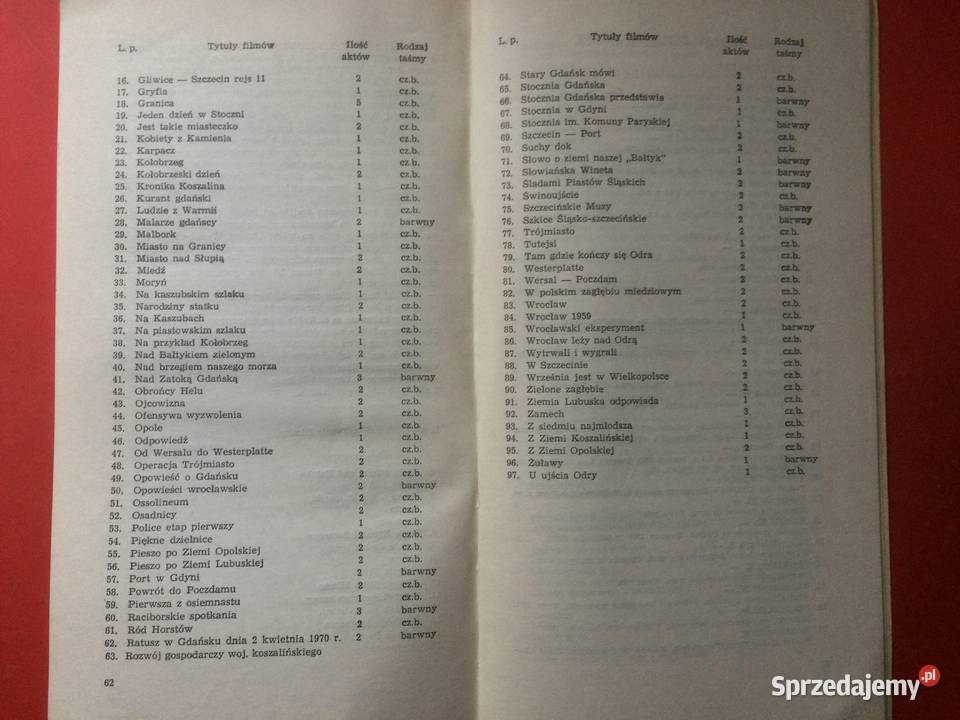 L. p. Tytuły filmów Ilość aktów Rodzaj taśmy
16. Gliwice — Szczecin rejs 11 2 cz.b.
17. Gryfia 1 cz.b.
18. Granica 5 cz.b.
19. Jeden dzień w Stoczni 1 cz.b.
20. Jest takie miasteczko 2 cz.b.
21. Kobiety z Kamienia 1 cz.b.
22. Karpacz 1 cz.b.
23. Kołobrzeg 1 cz.b.
24. Kołobrzeski dzień 2 cz.b.
25. Kronika Koszalina 1 cz.b.
26. Kurant gdański 1 cz.b.
27. Ludzie z Warmii 1 cz.b.
28. Malarze gdańscy 2 barwny
29. Malbork 1 cz.b.
30. Miasto na Granicy 1 cz.b.
31. Miasto nad Słupią 2 cz.b.
32. Miedź 2 cz.b.
33. Moryń 1 cz.b.
34. Na kaszubskim szlaku 1 cz.b.
35. Narodziny statku 2 cz.b.
36. Na Kaszubach 1 cz.b.
37. Na piastowskim szlaku 1 cz.b.
38. Na przykład Kołobrzeg 1 cz.b.
39. Nad Bałtykiem zielonym 2 cz.b.
40. Nad brzegiem naszego morza 1 cz.b.
41. Nad Zatoką Gdańską 3 barwny
42. Obrońcy Helu 2 cz.b.
43. Ojcowizna 2 cz.b.
44. Ofensywa wyzwolenia 2 cz.b.
45. Opole 1 cz.b.
46. Odpowiedź 1 cz.b.
47. Od Wersalu do Westerplatte 2 cz.b.
48. Operacja Trójmiasto 2 cz.b.
49. Opowieść o Gdańsku 2 cz.b.
50. Opowieści wrocławskie 2 barwny
51. Ossolineum 2 cz.b.
52. Osadnicy 2 cz.b.
53. Police etap pierwszy 1 cz.b.
54. Piękne dzielnice 2 cz.b.
55. Pieszo po Ziemi Opolskiej 2 cz.b.
56. Pieszo po Ziemi Lubuskiej 2 cz.b.
57. Port w Gdyni 2 barwny
58. Powrót do Poczdamu 2 cz.b.
59. Pierwsza z osiemnastu 1 cz.b.
60. Raciborskie spotkania 3 barwny
61. Ród Horstów 2 cz.b.
62. Ratusz w Gdańsku dnia 2 kwietnia 1970 r. 2 barwny
63. Rozwój gospodarczy woj. koszalińskiego
62
L. p. Tytuły filmów Ilość aktów Rodzaj taśmy
64. Stary Gdańsk mówi 2 cz.b.
65. Stocznia Gdańska 2 cz.b.
66. Stocznia Gdańska przedstawia 1 barwny
67. Stocznia w Gdyni 1 cz.b.
68. Stocznia im. Komuny Paryskiej 1 barwny
69. Szczecin — Port 2 cz.b.
70. Suchy dok 2 cz.b.
71. Słowo o ziemi naszej „Bałtyk” 1 barwny
72. Słowiańska Wineta 2 barwny
73. Śladami Piastów Śląskich 2 barwny
74. Świnoujście 2 cz.b.
75. Szczecińskie Muzy 2 barwny
76. Szkice Śląsko-szczecińskie 2 barwny
77. Trójmiasto 2 cz.b.
78. Tutejsi 1 cz.b.
79. Tam gdzie kończy się Odra 2 cz.b.
80. Westerplatte 2 cz.b.
81. Wersal — Poczdam 2 cz.b.
82. W polskim zagłębiu miedziowym 2 cz.b.
83. Wrocław 2 cz.b.
84. Wrocław 1959 1 cz.b.
85. Wrocławski eksperyment 1 barwny
86. Wrocław leży nad Odrą 2 cz.b.
87. Wytrwali i wygrali 2 cz.b.
88. W Szczecinie 2 cz.b.
89. Września jest w Wielkopolsce 2 cz.b.
90. Zielone zagłębie 2 cz.b.
91. Ziemia Lubuska odpowiada 1 cz.b.
92. Zamech 3. cz.b.
93. Z siedmiu najmłodsza 1 cz.b.
94. Z Ziemi Koszalińskiej 1 cz.b.
95. Z Ziemi Opolskiej 2 cz.b.
96. Żuławy 1 barwny
97. U ujścia Odry 1 cz.b.
Sprzedajemy.pl